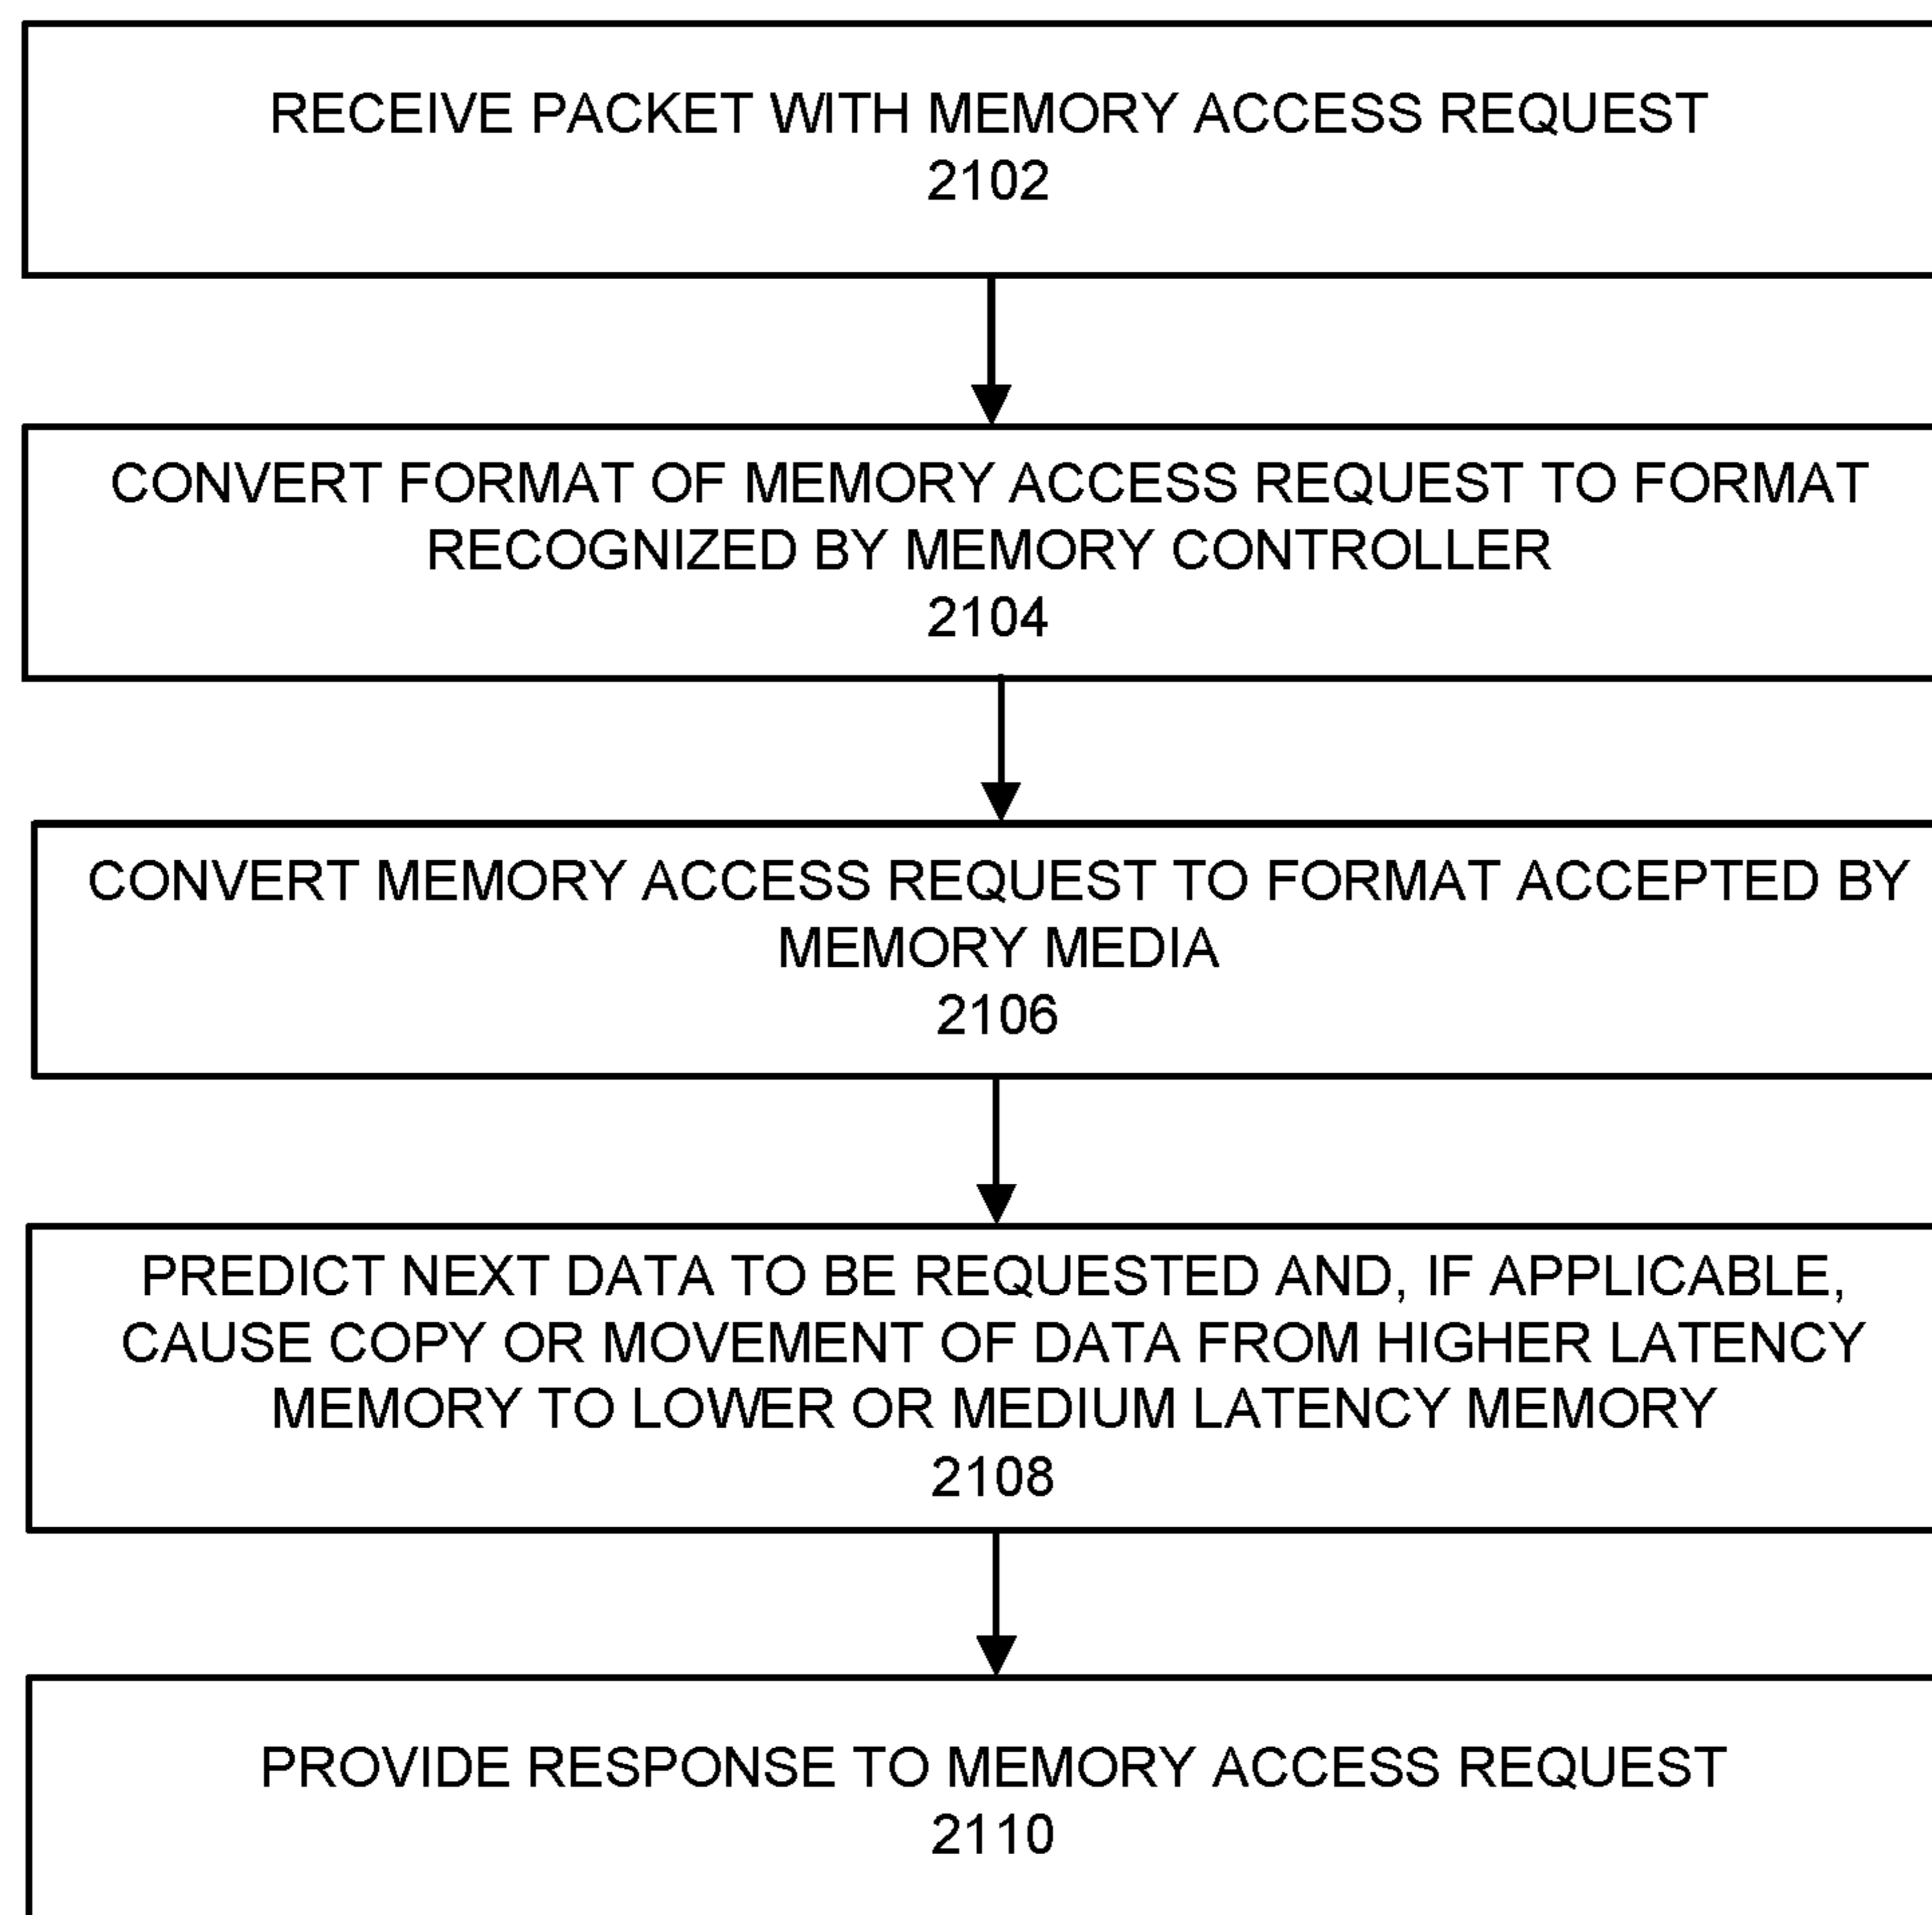 RECEIVE PACKET WITH MEMORY ACCESS REQUEST
2102
CONVERT FORMAT OF MEMORY ACCESS REQUEST TO FORMAT
RECOGNIZED BY MEMORY CONTROLLER
2104
CONVERT MEMORY ACCESS REQUEST TO FORMAT ACCEPTED BY
MEMORY MEDIA
2106
PREDICT NEXT DATA TO BE REQUESTED AND, IF APPLICABLE,
CAUSE COPY OR MOVEMENT OF DATA FROM HIGHER LATENCY
MEMORY TO LOWER OR MEDIUM LATENCY MEMORY
2108
PROVIDE RESPONSE TO MEMORY ACCESS REQUEST
2110